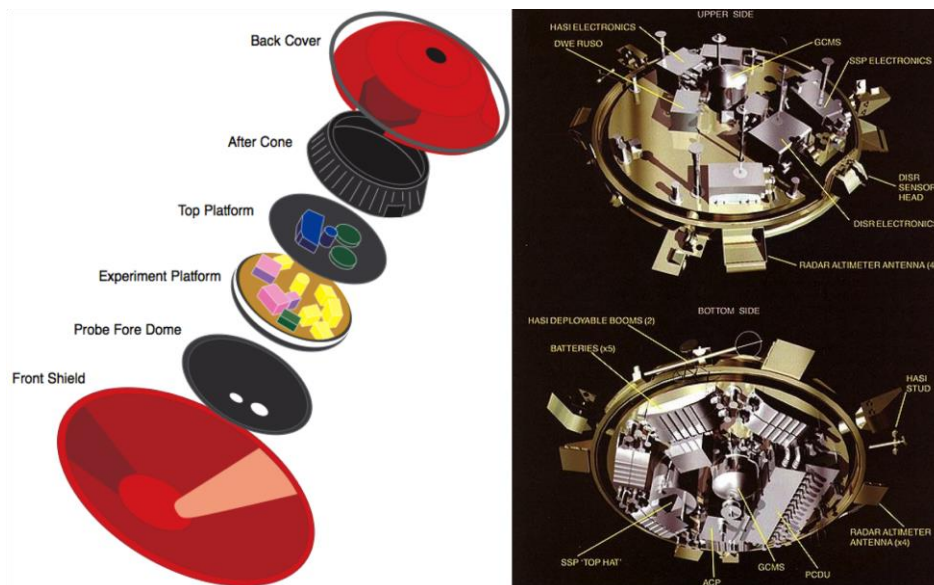 Back Cover
After Cone
Top Platform
Experiment Platform
Probe Fore Dome
Front Shield
UPPER SIDE
HASI ELECTRONICS
DWE RUSO
GCMS
SSP ELECTRONICS
DISR
SENSOR
HEAD
DISR ELECTRONICS
RADAR ALTIMETER ANTENNA (4
BOTTOM SIDE
HASI DEPLOYABLE BOOMS (2)
BATTERIES (x5)
HASI
STUD
RADAR ALTIMETER
ANTENNA (x4)
SSP 'TOP HAT'
ACP
GCMS
PCDU